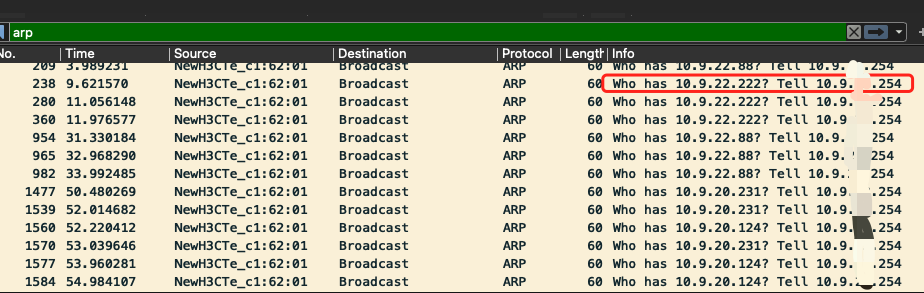 arp
No. Time Source Destination Protocol Length Info
209 3.989231 NewH3CTe_c1:62:01 Broadcast ARP 60 Who has 10.9.22.88? Tell 10.9. .254
238 9.621570 NewH3CTe_c1:62:01 Broadcast ARP 60 Who has 10.9.22.222? Tell 10.9. .254
280 11.056148 NewH3CTe_c1:62:01 Broadcast ARP 60 Who has 10.9.22.222? Tell 10.9. .254
360 11.976577 NewH3CTe_c1:62:01 Broadcast ARP 60 Who has 10.9.22.222? Tell 10.9. .254
954 31.330184 NewH3CTe_c1:62:01 Broadcast ARP 60 Who has 10.9.22.88? Tell 10.9. .254
965 32.968290 NewH3CTe_c1:62:01 Broadcast ARP 60 Who has 10.9.22.88? Tell 10.9. .254
982 33.992485 NewH3CTe_c1:62:01 Broadcast ARP 60 Who has 10.9.22.88? Tell 10.9. .254
1477 50.480269 NewH3CTe_c1:62:01 Broadcast ARP 60 Who has 10.9.20.231? Tell 10.9. .254
1539 52.014682 NewH3CTe_c1:62:01 Broadcast ARP 60 Who has 10.9.20.231? Tell 10.9. .254
1560 52.220412 NewH3CTe_c1:62:01 Broadcast ARP 60 Who has 10.9.20.124? Tell 10.9. .254
1570 53.039646 NewH3CTe_c1:62:01 Broadcast ARP 60 Who has 10.9.20.231? Tell 10.9. .254
1577 53.960281 NewH3CTe_c1:62:01 Broadcast ARP 60 Who has 10.9.20.124? Tell 10.9. .254
1584 54.984107 NewH3CTe_c1:62:01 Broadcast ARP 60 Who has 10.9.20.124? Tell 10.9. .254